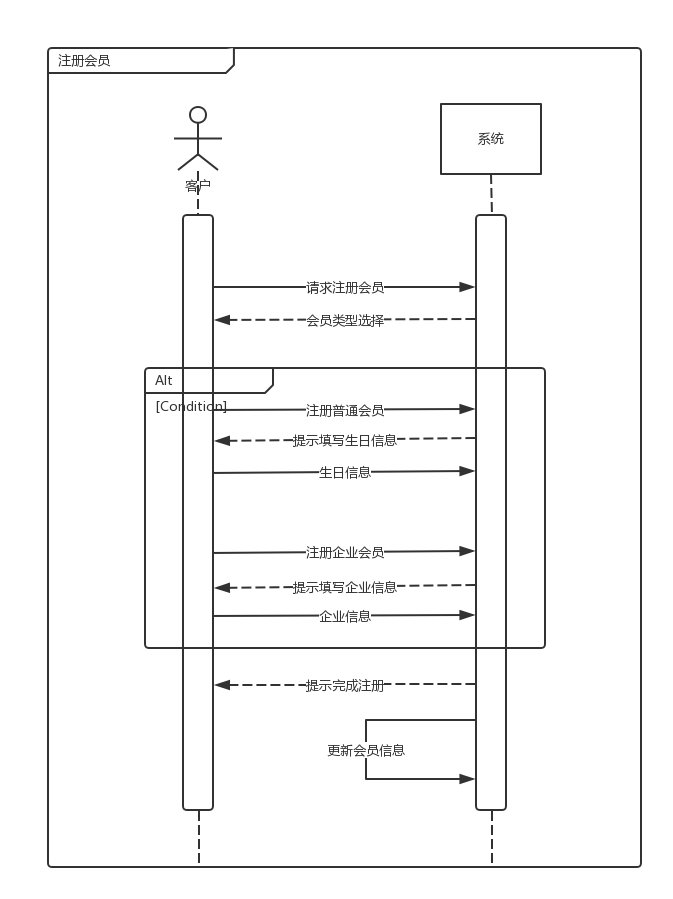 注册会员
系统
客户
请求注册会员
会员类型选择
Alt
[Condition]
注册普通会员
提示填写生日信息
生日信息
注册企业会员
提示填写企业信息
企业信息
提示完成注册
更新会员信息